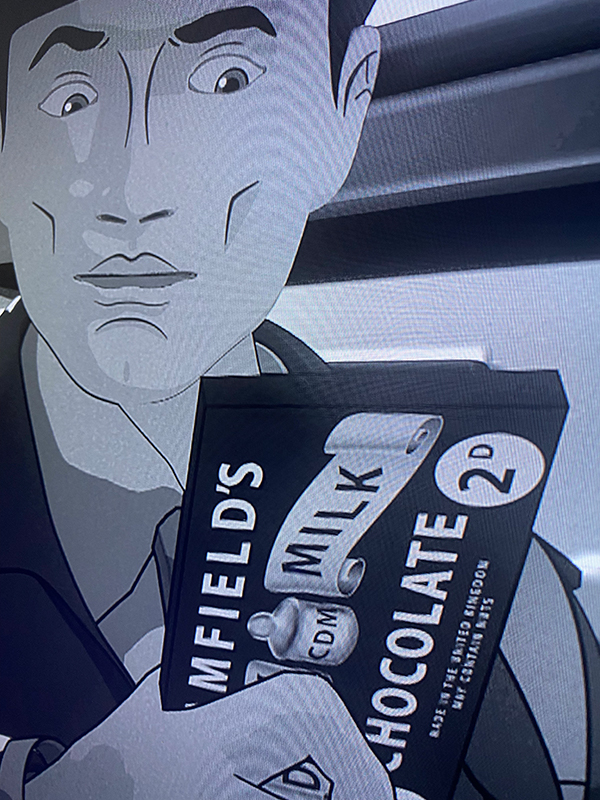 MFIELD'S
MILK
CDM
CHOCOLATE
2D
MADE IN THE UNITED KINGDOM
MAY CONTAIN NUTS
D